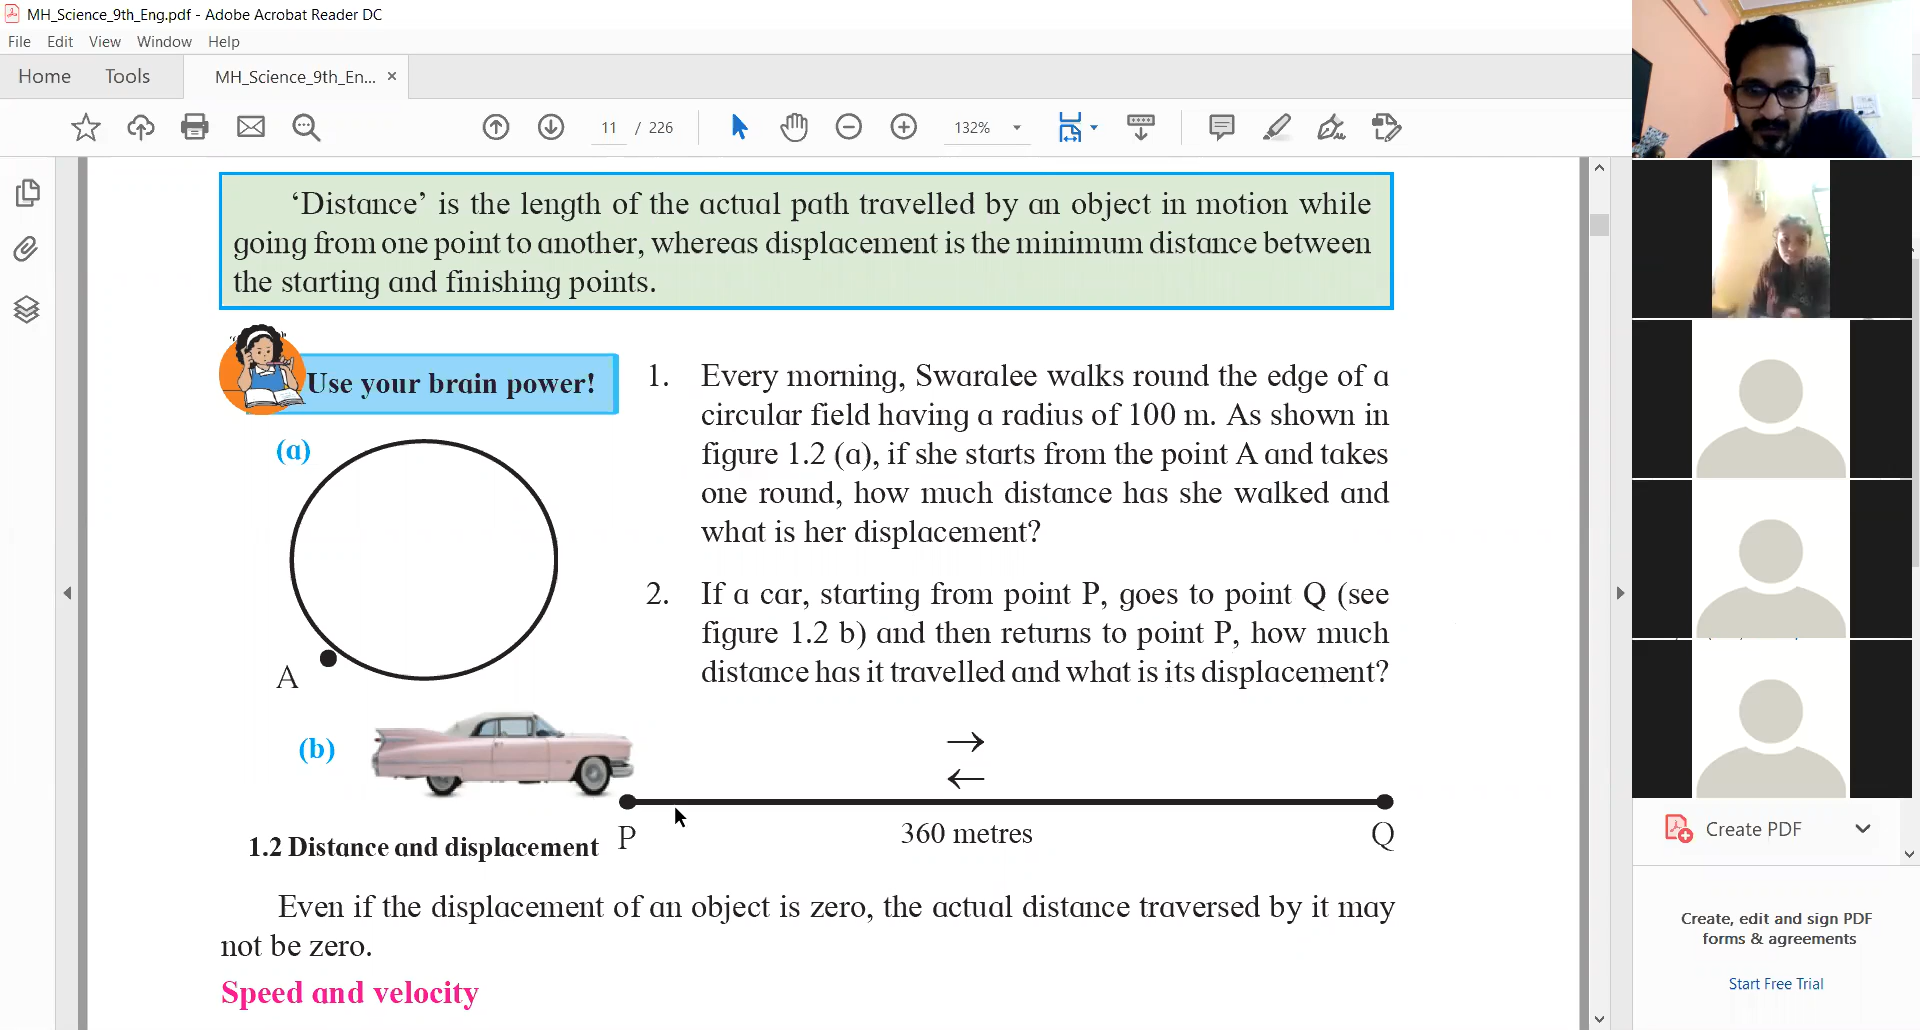 MH_Science_9th_Eng.pdf - Adobe Acrobat Reader DC
File Edit View Window Help
Home Tools MH_Science_9th_En... ×
11 / 226 132%
‘Distance’ is the length of the actual path travelled by an object in motion while
going from one point to another, whereas displacement is the minimum distance between
the starting and finishing points.
Use your brain power!
(a)
A
1. Every morning, Swaralee walks round the edge of a
circular field having a radius of 100 m. As shown in
figure 1.2 (a), if she starts from the point A and takes
one round, how much distance has she walked and
what is her displacement?
2. If a car, starting from point P, goes to point Q (see
figure 1.2 b) and then returns to point P, how much
distance has it travelled and what is its displacement?
(b)
→
←
P 360 metres Q
1.2 Distance and displacement
Even if the displacement of an object is zero, the actual distance traversed by it may
not be zero.
Speed and velocity
Create PDF
Create, edit and sign PDF
forms & agreements
Start Free Trial